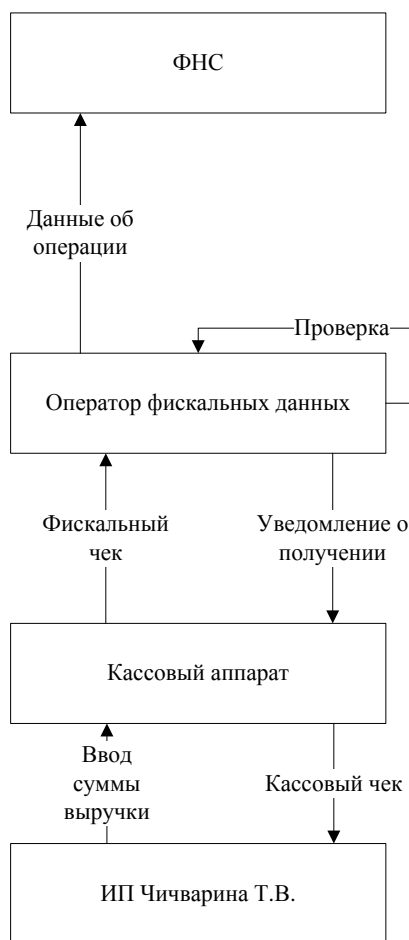 ФНС
Данные об
операции
Проверка
Оператор фискальных данных
Фискальный
чек
Уведомление о
получении
Кассовый аппарат
Ввод
суммы
выручки
Кассовый чек
ИП Чичварина Т.В.